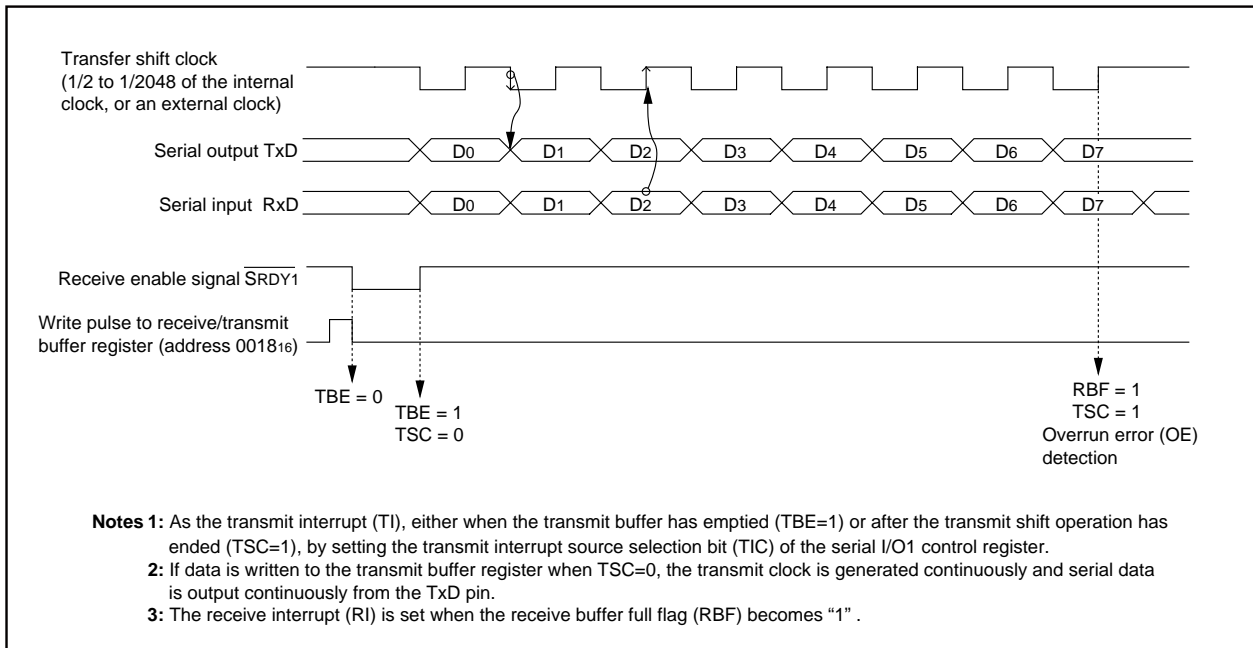 Transfer shift clock
(1/2 to 1/2048 of the internal
clock, or an external clock)
Serial output TxD
D0 D1 D2 D3 D4 D5 D6 D7
Serial input RxD
D0 D1 D2 D3 D4 D5 D6 D7
Receive enable signal S̅R̅D̅Y̅1̅
Write pulse to receive/transmit
buffer register (address 001816)
TBE = 0
TBE = 1
TSC = 0
RBF = 1
TSC = 1
Overrun error (OE)
detection
Notes 1: As the transmit interrupt (TI), either when the transmit buffer has emptied (TBE=1) or after the transmit shift operation has
ended (TSC=1), by setting the transmit interrupt source selection bit (TIC) of the serial I/O1 control register.
2: If data is written to the transmit buffer register when TSC=0, the transmit clock is generated continuously and serial data
is output continuously from the TxD pin.
3: The receive interrupt (RI) is set when the receive buffer full flag (RBF) becomes “1” .